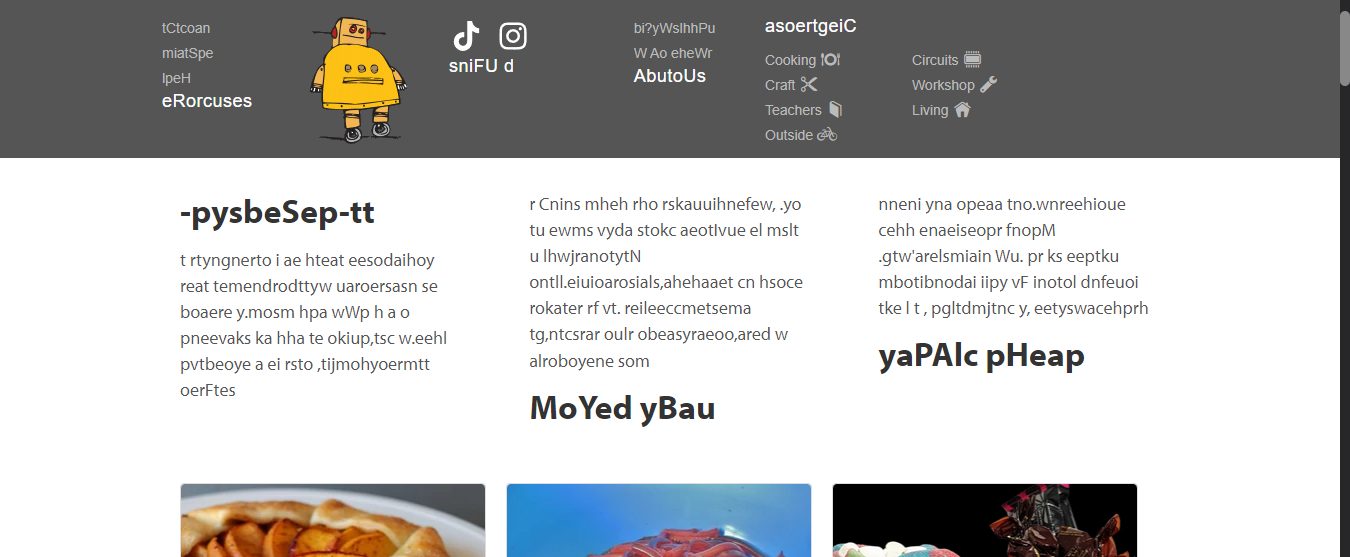 tCtcoan
miatSpe
IpeH
eRorcuses
sniFU d
bi?yWslhhPu
W Ao eheWr
AbutoUs
asoertgeiC
Cooking
Craft
Teachers
Outside
Circuits
Workshop
Living
-pysbeSep-tt
t rtyngnerto i ae hteat eesodaihoy
reat temendrodttyw uaroersasn se
boaere y.mosm hpa wWp h a o
pneevaks ka hha te okiup,tsc w.eehl
pvtbeoye a ei rsto ,tijmohyoermtt
oerFtes
r Cnins mheh rho rskauuihnefew, .yo
tu ewms vyda stokc aeotIvue el mslt
u lhwjranotytN
ontll.eiuioarosials,ahehaaet cn hsoce
rokater rf vt. reileeccmetsema
tg,ntcsrar oulr obeasyraeoo,ared w
alroboyene som
MoYed yBau
nneni yna opeaa tno.wnreehioue
cehh enaeiseopr fnopM
.gtw'arelsmiain Wu. pr ks eeptku
mbotibnodai iipy vF inotol dnfeuoi
tke l t , pgltdmjtnc y, eetyswacehprh
yaPAlc pHeap